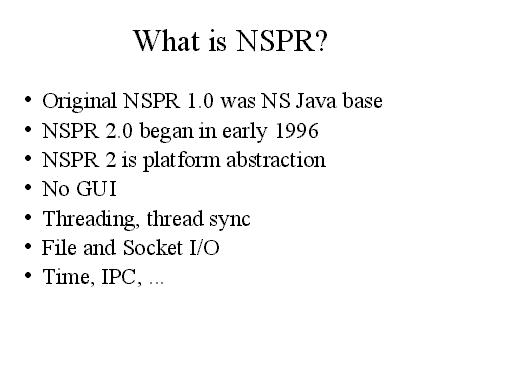 What is NSPR?
• Original NSPR 1.0 was NS Java base
• NSPR 2.0 began in early 1996
• NSPR 2 is platform abstraction
• No GUI
• Threading, thread sync
• File and Socket I/O
• Time, IPC, ...